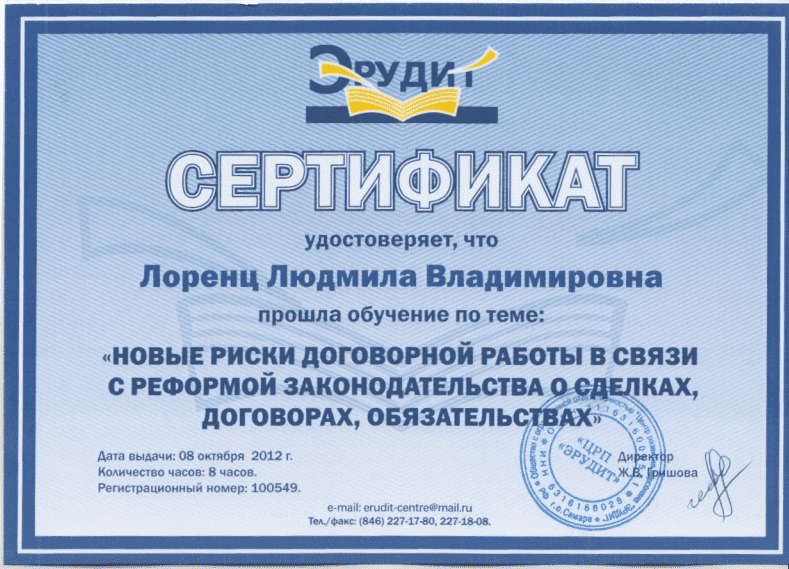 ЭРУДИТ
СЕРТИФИКАТ
удостоверяет, что
Лоренц Людмила Владимировна
прошла обучение по теме:
«НОВЫЕ РИСКИ ДОГОВОРНОЙ РАБОТЫ В СВЯЗИ
С РЕФОРМОЙ ЗАКОНОДАТЕЛЬСТВА О СДЕЛКАХ,
ДОГОВОРАХ, ОБЯЗАТЕЛЬСТВАХ»
Дата выдачи: 08 октября 2012 г.
Количество часов: 8 часов.
Регистрационный номер: 100549.
Директор
Ж.В. Гришова
«ЦРП
«ЭРУДИТ»
РФ г.о.Самара
e-mail: erudit-centre@mail.ru
Тел./факс: (846) 227-17-80, 227-18-08.